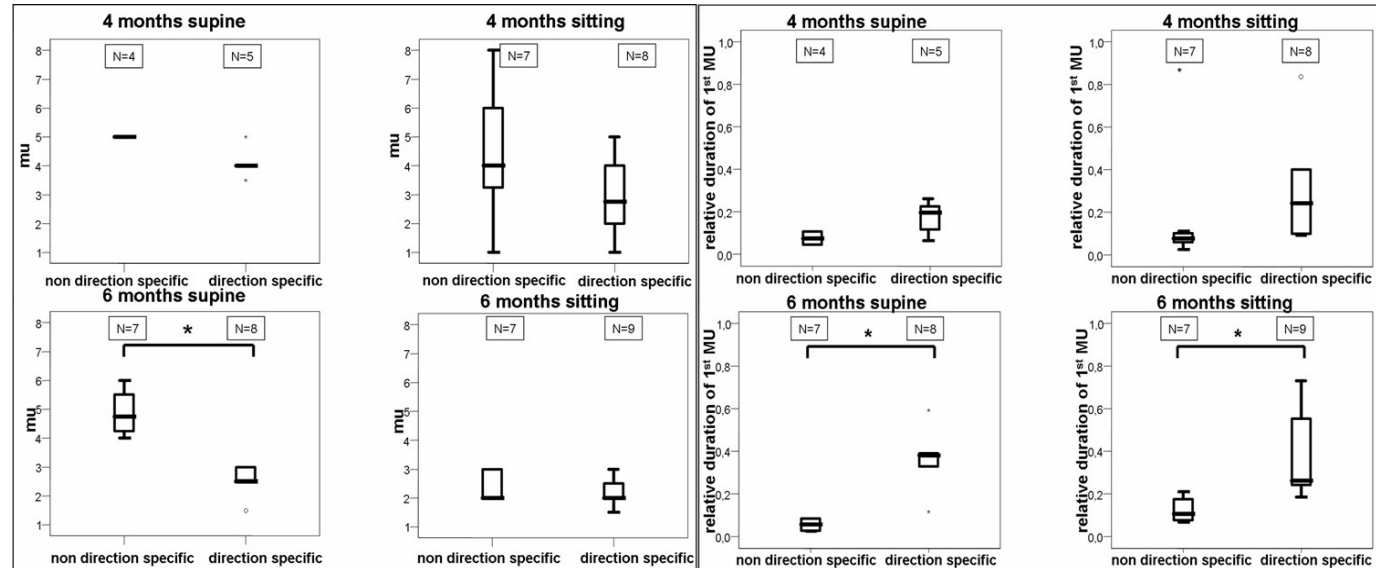 4 months supine
mu
8
7
6
5
4
3
2
1
N=4
N=5
*
*
non direction specific
direction specific
4 months sitting
mu
8
7
6
5
4
3
2
1
N=7
N=8
non direction specific
direction specific
6 months supine
mu
8
7
6
5
4
3
2
1
N=7
*
N=8
non direction specific
direction specific
6 months sitting
mu
8
7
6
5
4
3
2
1
N=7
N=9
non direction specific
direction specific
4 months supine
relative duration of 1st MU
1,0
0,8
0,6
0,4
0,2
0,0
N=4
N=5
non direction specific
direction specific
4 months sitting
relative duration of 1st MU
1,0
0,8
0,6
0,4
0,2
0,0
N=7
N=8
*
non direction specific
direction specific
6 months supine
relative duration of 1st MU
1,0
0,8
0,6
0,4
0,2
0,0
N=7
*
N=8
*
*
non direction specific
direction specific
6 months sitting
relative duration of 1st MU
1,0
0,8
0,6
0,4
0,2
0,0
N=7
*
N=9
non direction specific
direction specific